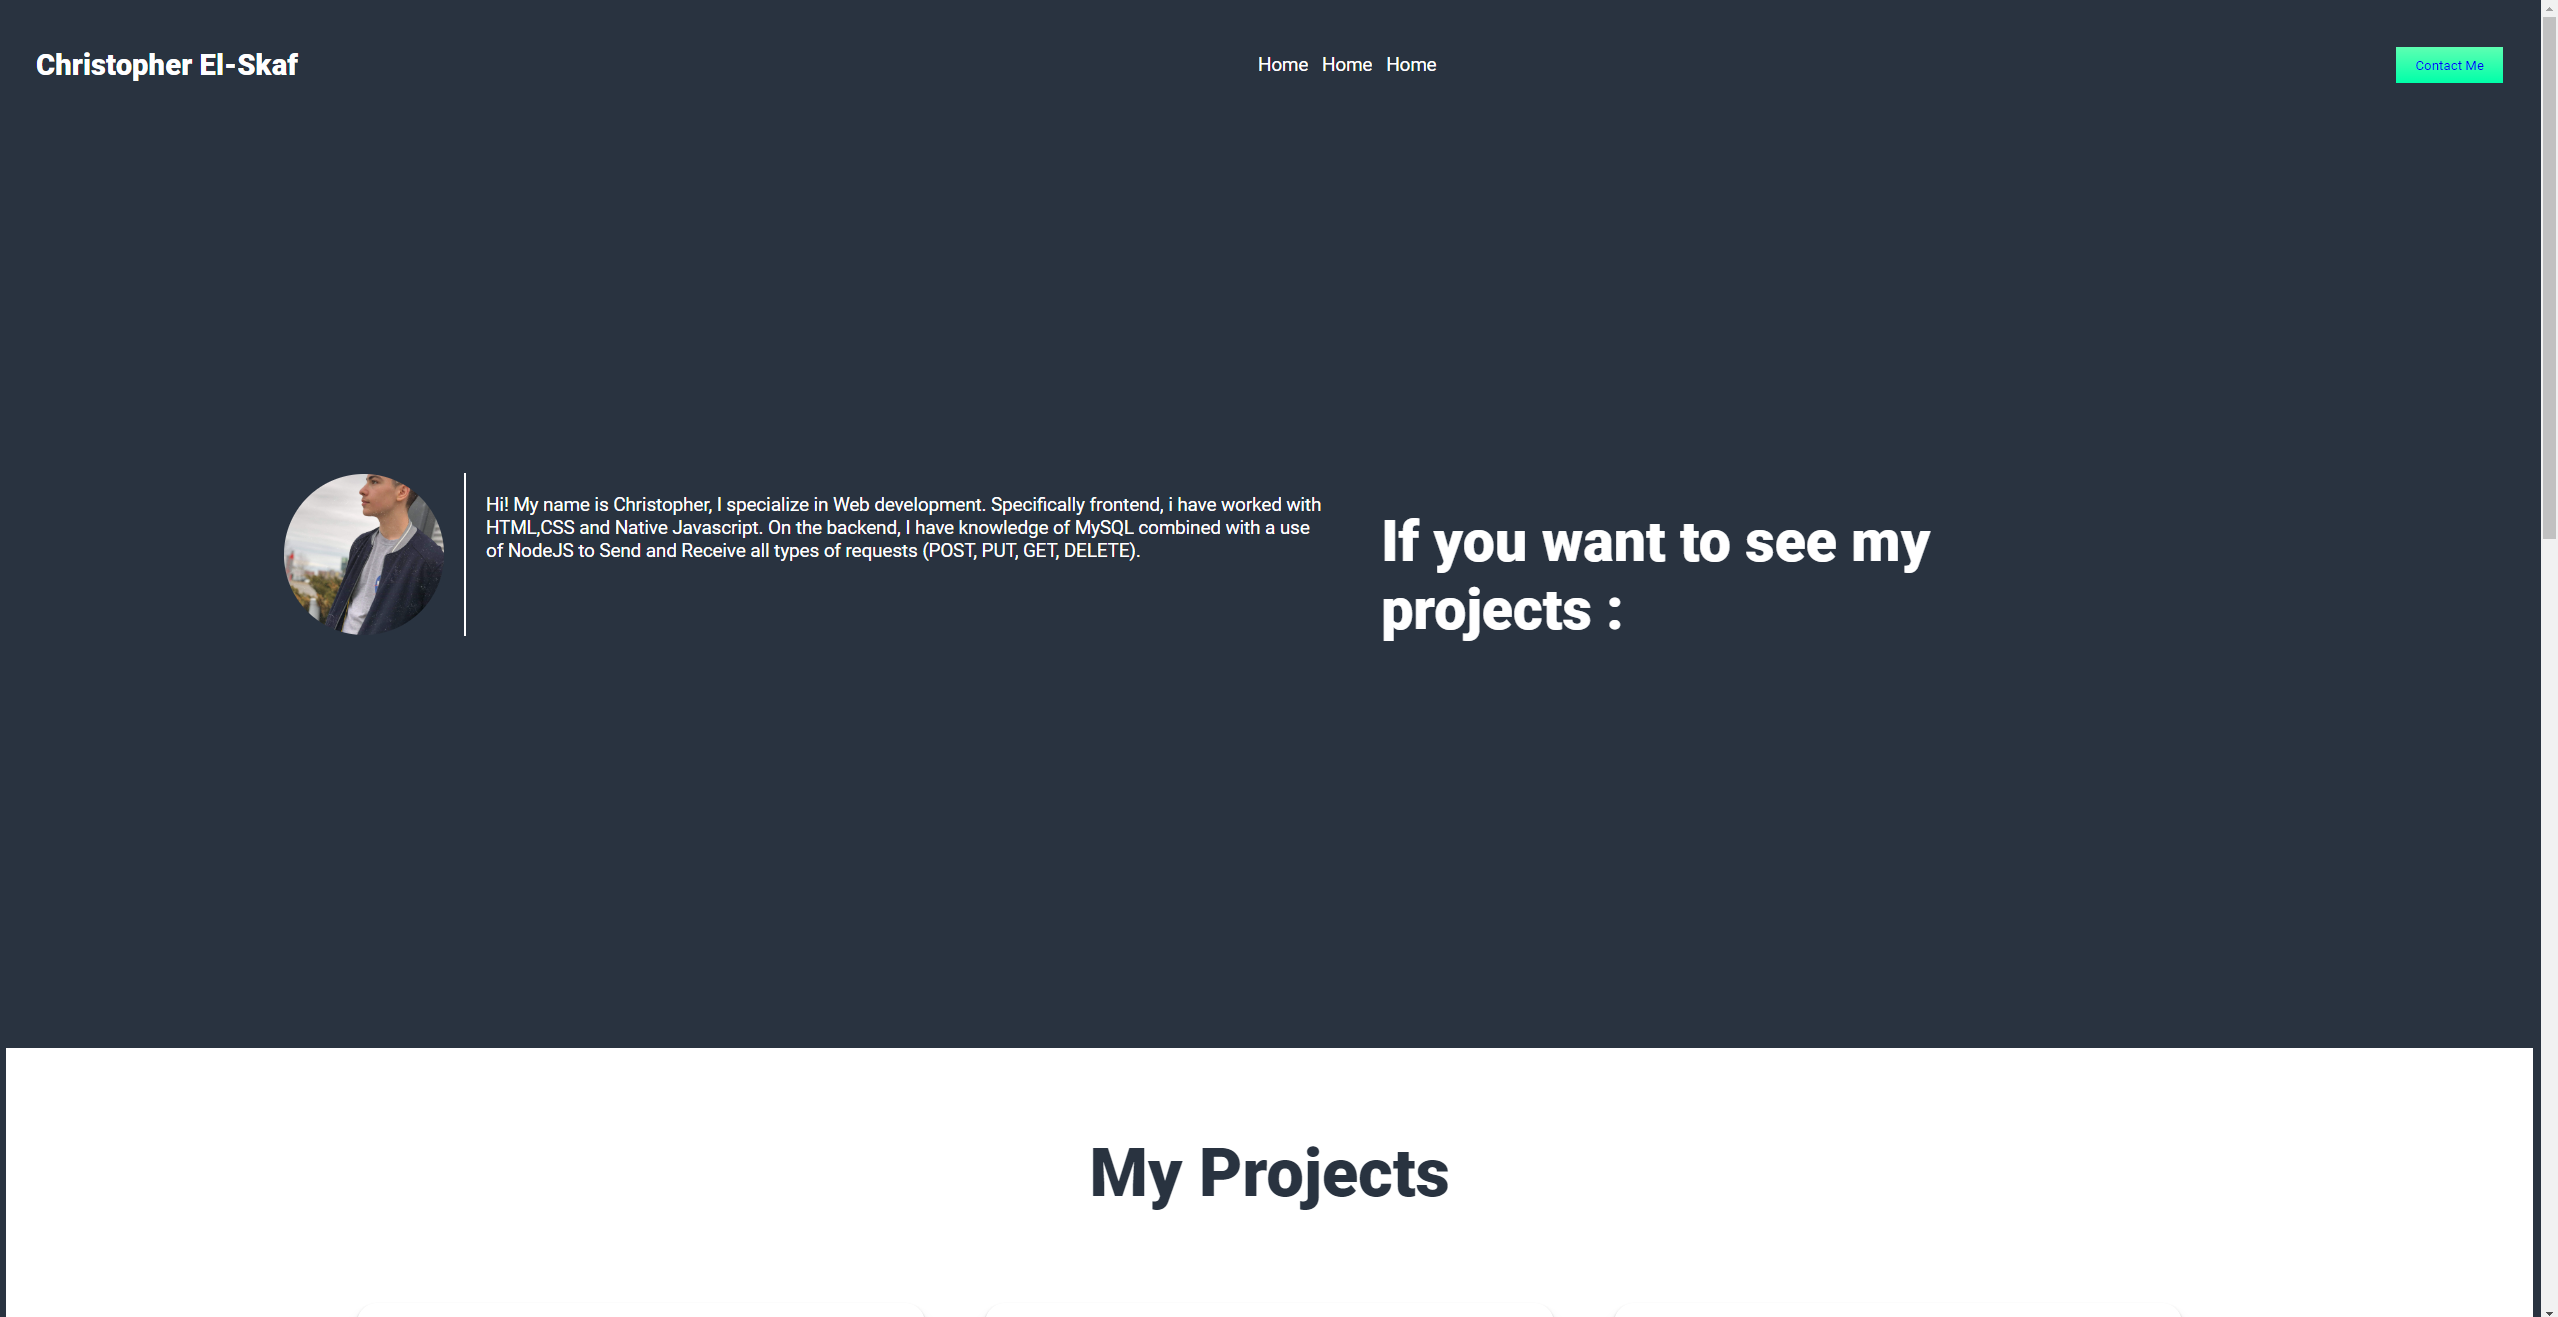 Christopher El-Skaf
Home Home Home
Contact Me
Hi! My name is Christopher, I specialize in Web development. Specifically frontend, i have worked with
HTML,CSS and Native Javascript. On the backend, I have knowledge of MySQL combined with a use
of NodeJS to Send and Receive all types of requests (POST, PUT, GET, DELETE).
If you want to see my
projects :
My Projects